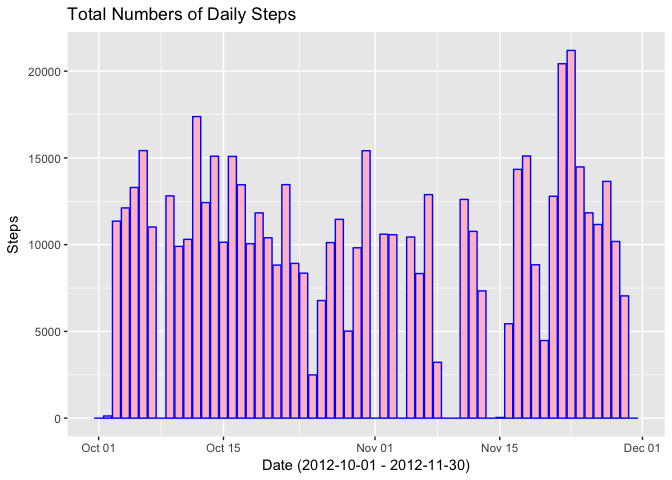 Total Numbers of Daily Steps
Steps
20000
15000
10000
5000
0
Oct 01 Oct 15 Nov 01 Nov 15 Dec 01
Date (2012-10-01 - 2012-11-30)